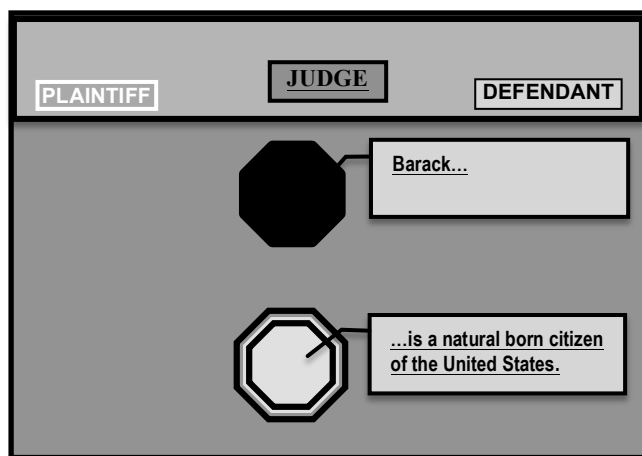 PLAINTIFF
JUDGE
DEFENDANT
Barack…
…is a natural born citizen
of the United States.